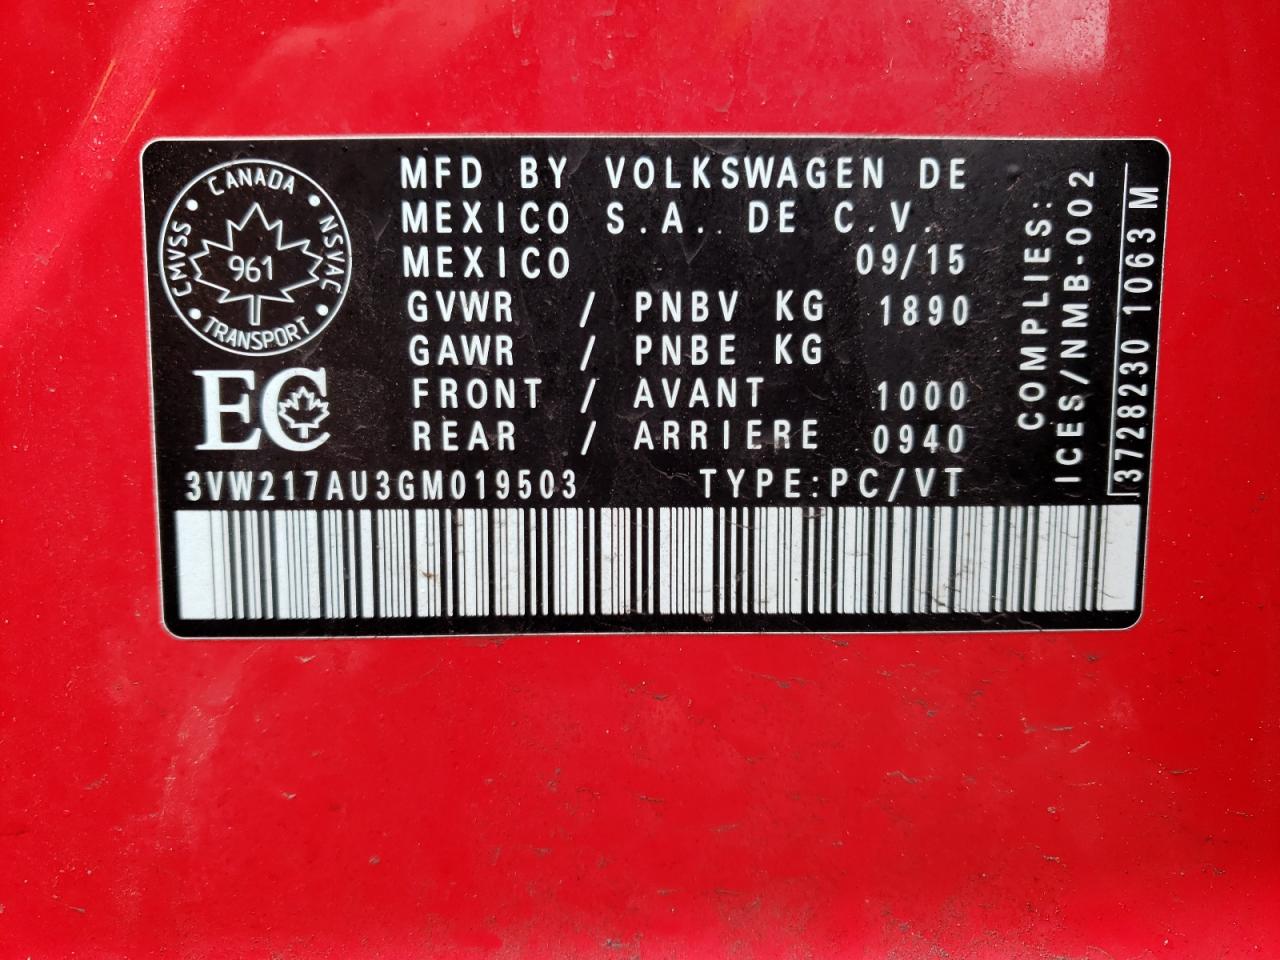 CANADA
CMVSS · NSVAC
961
TRANSPORT
EC
MFD BY VOLKSWAGEN DE
MEXICO S.A.. DE C.V.
MEXICO 09/15
GVWR / PNBV KG 1890
GAWR / PNBE KG
FRONT / AVANT 1000
REAR / ARRIERE 0940
3VW217AU3GM019503 TYPE:PC/VT
COMPLIES:
ICES/NMB-002
3728230 1063 M